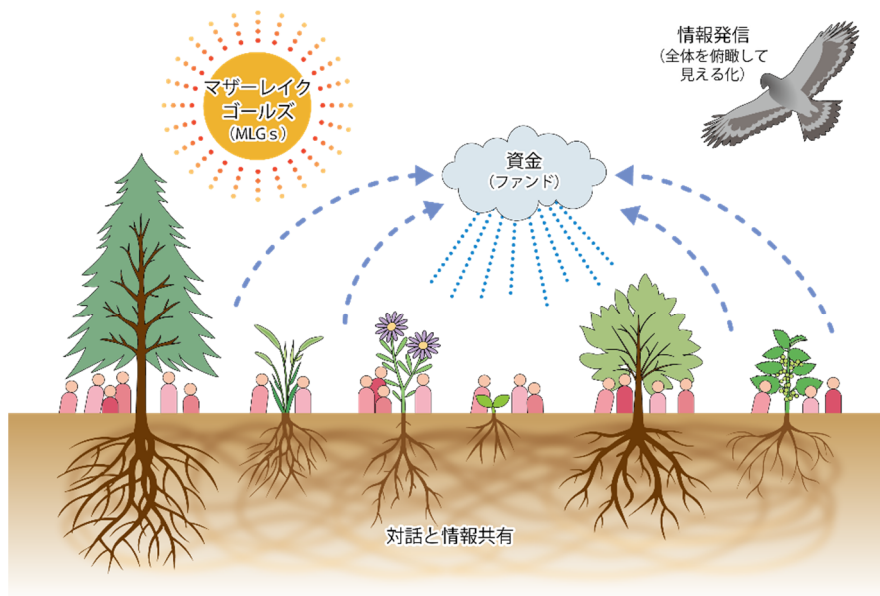 マザーレイク
ゴールズ
（MLGｓ）
情報発信
（全体を俯瞰して
見える化）
資金
（ファンド）
対話と情報共有